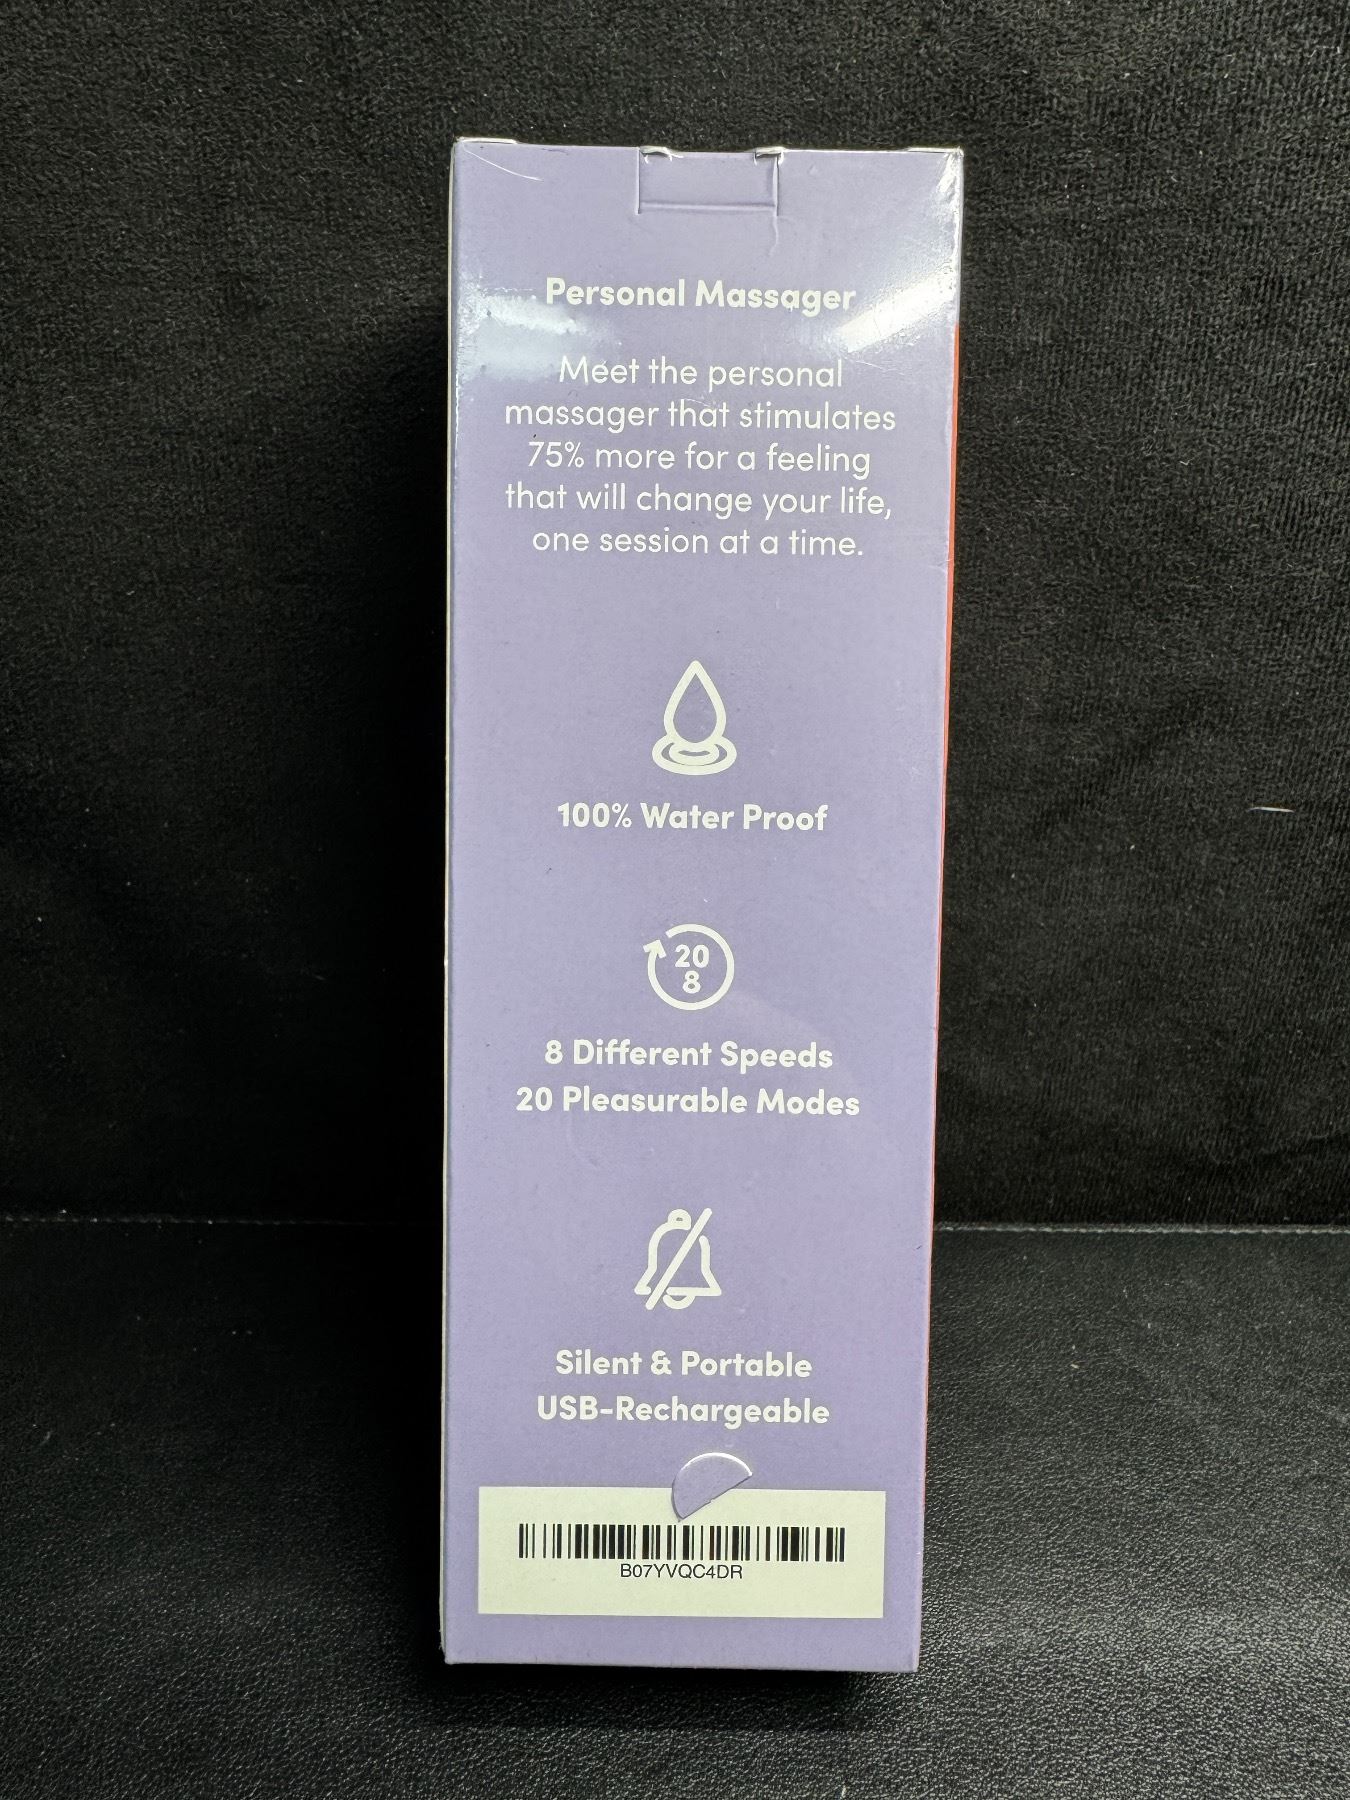 Personal Massager
Meet the personal
massager that stimulates
75% more for a feeling
that will change your life,
one session at a time.
100% Water Proof
20
8
8 Different Speeds
20 Pleasurable Modes
Silent & Portable
USB-Rechargeable
B07YVQC4DR